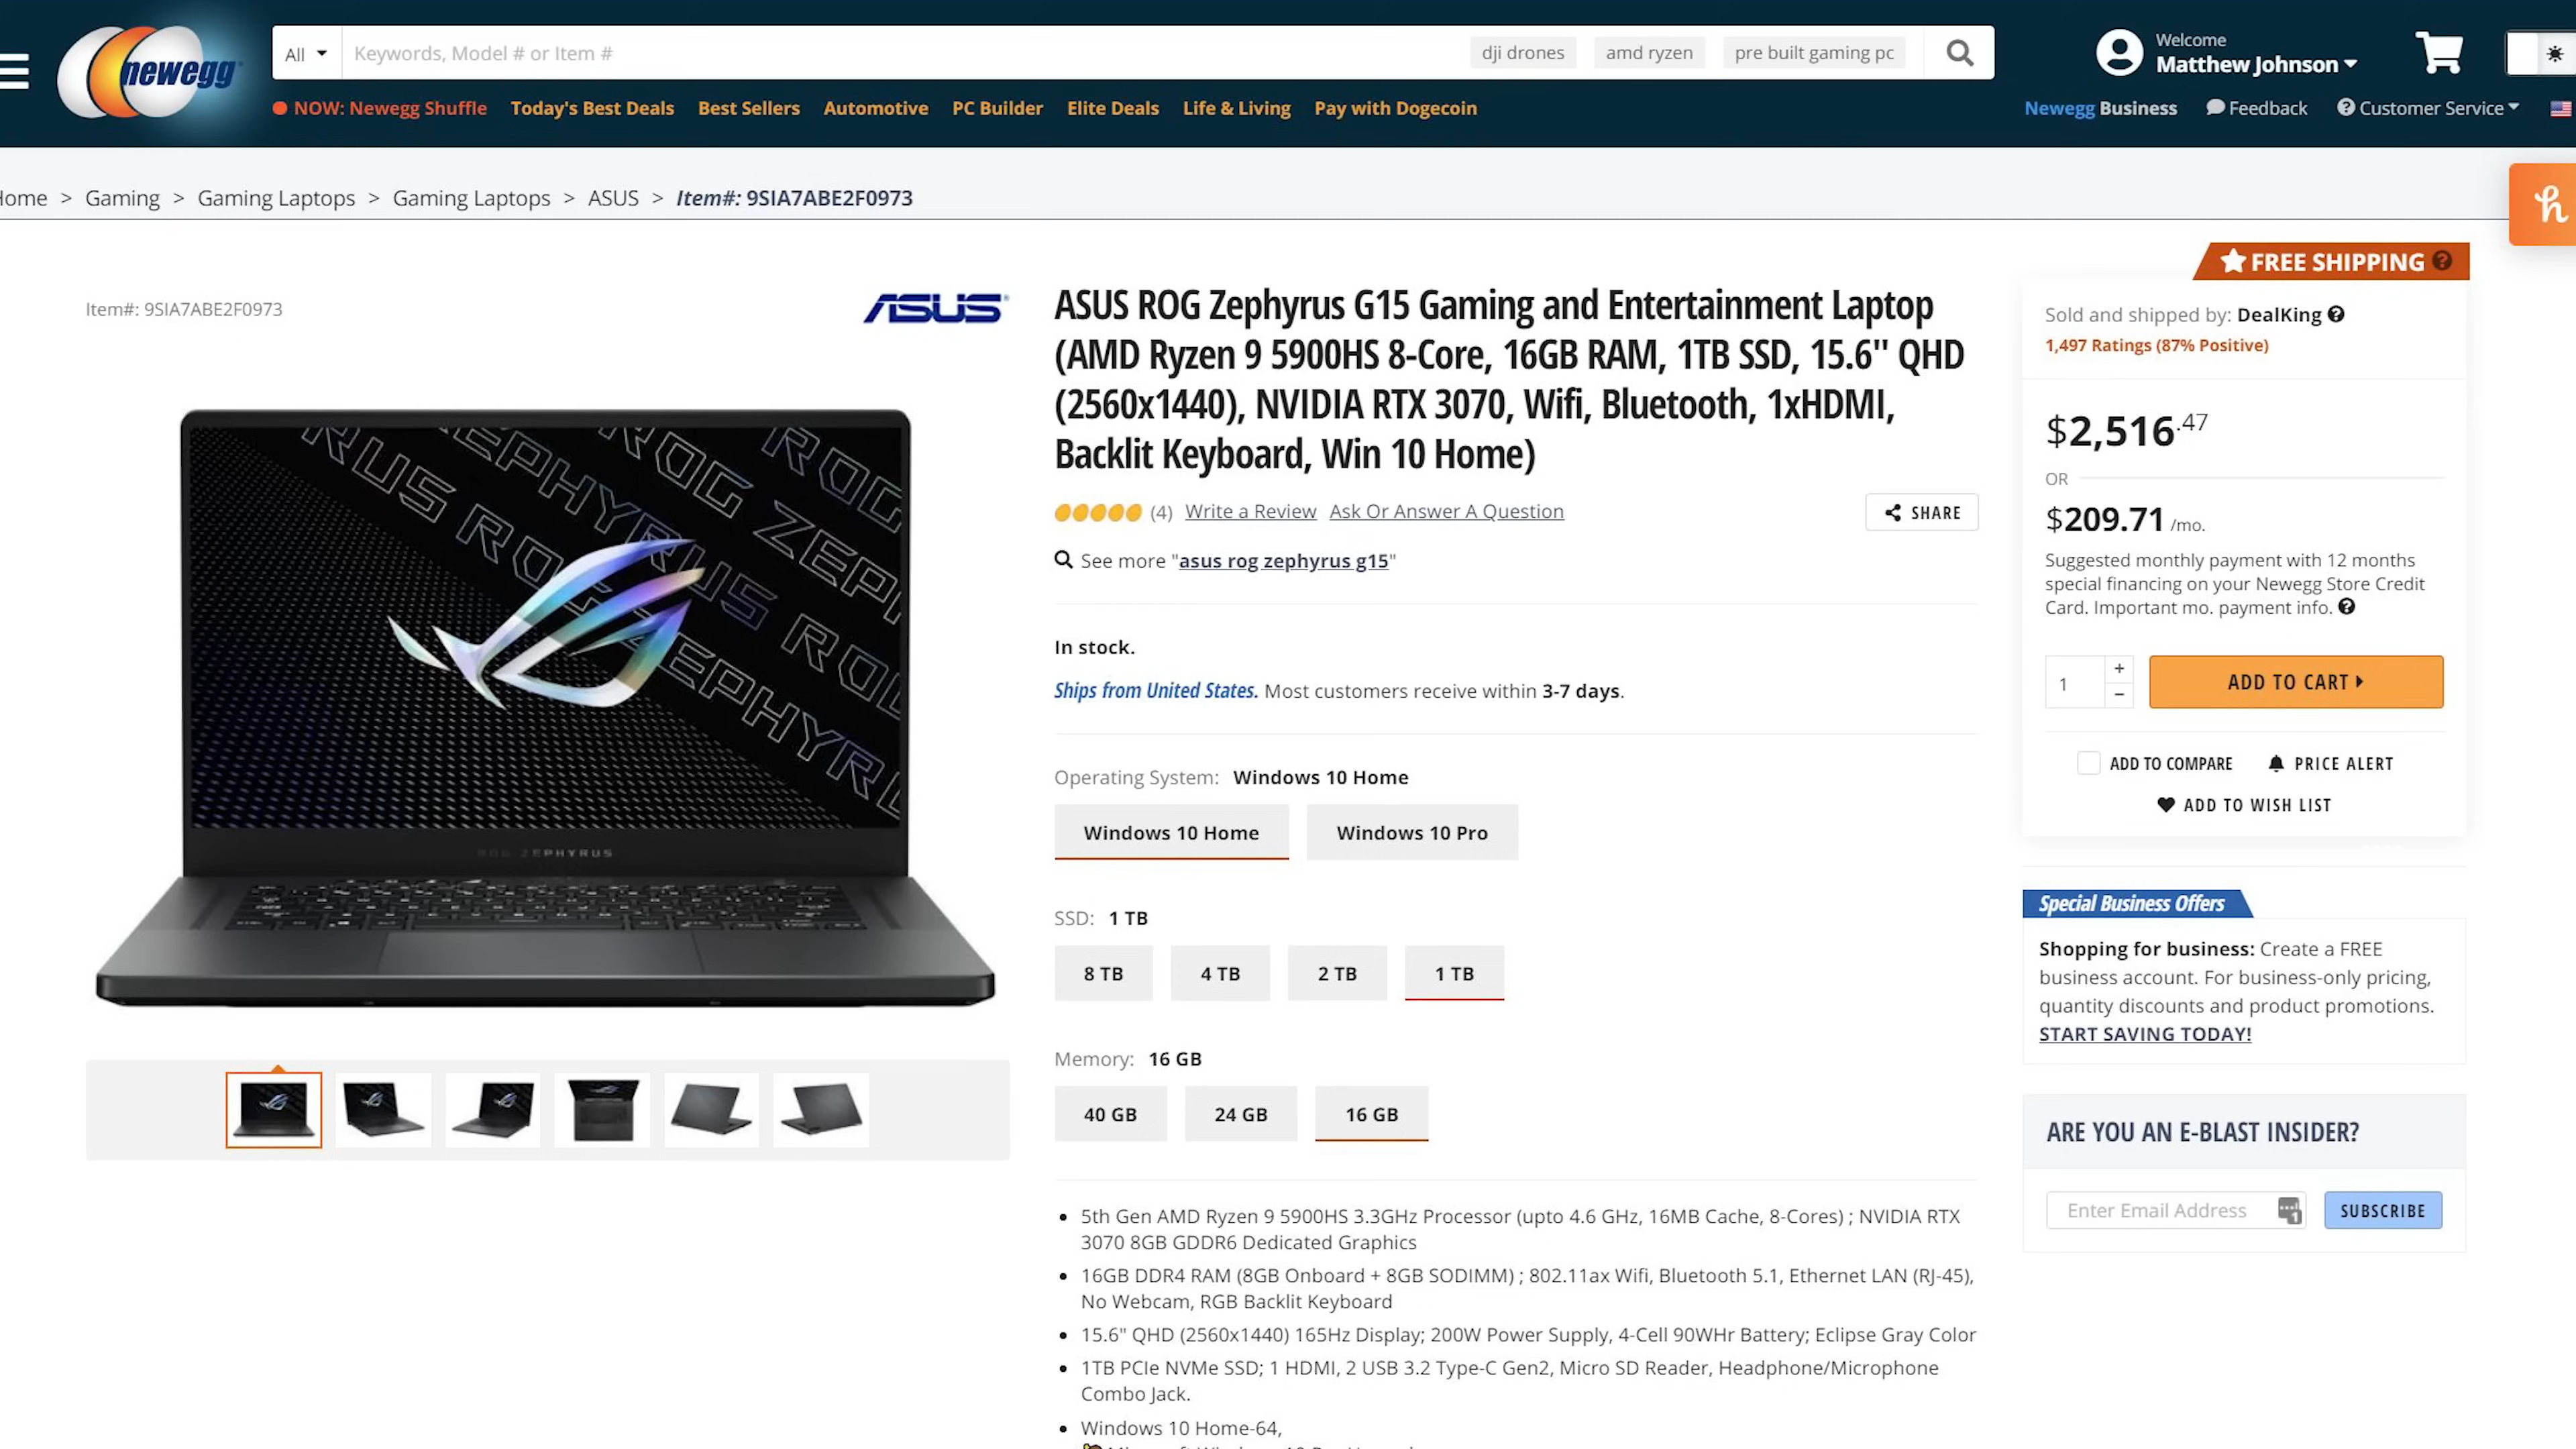 newegg
All
Keywords, Model # or Item #
dji drones
amd ryzen
pre built gaming pc
Welcome
Matthew Johnson
NOW: Newegg Shuffle
Today's Best Deals
Best Sellers
Automotive
PC Builder
Elite Deals
Life & Living
Pay with Dogecoin
Newegg Business
Feedback
Customer Service
ome > Gaming > Gaming Laptops > Gaming Laptops > ASUS > Item#: 9SIA7ABE2F0973
Item#: 9SIA7ABE2F0973
ASUS
ROG ZEPHYRUS
ASUS ROG Zephyrus G15 Gaming and Entertainment Laptop
(AMD Ryzen 9 5900HS 8-Core, 16GB RAM, 1TB SSD, 15.6" QHD
(2560x1440), NVIDIA RTX 3070, Wifi, Bluetooth, 1xHDMI,
Backlit Keyboard, Win 10 Home)
(4) Write a Review Ask Or Answer A Question
SHARE
See more "asus rog zephyrus g15"
In stock.
Ships from United States. Most customers receive within 3-7 days.
Operating System: Windows 10 Home
Windows 10 Home
Windows 10 Pro
SSD: 1 TB
8 TB
4 TB
2 TB
1 TB
Memory: 16 GB
40 GB
24 GB
16 GB
• 5th Gen AMD Ryzen 9 5900HS 3.3GHz Processor (upto 4.6 GHz, 16MB Cache, 8-Cores) ; NVIDIA RTX
3070 8GB GDDR6 Dedicated Graphics
• 16GB DDR4 RAM (8GB Onboard + 8GB SODIMM) ; 802.11ax Wifi, Bluetooth 5.1, Ethernet LAN (RJ-45),
No Webcam, RGB Backlit Keyboard
• 15.6" QHD (2560x1440) 165Hz Display; 200W Power Supply, 4-Cell 90WHr Battery; Eclipse Gray Color
• 1TB PCIe NVMe SSD; 1 HDMI, 2 USB 3.2 Type-C Gen2, Micro SD Reader, Headphone/Microphone
Combo Jack.
• Windows 10 Home-64,
FREE SHIPPING
Sold and shipped by: DealKing
1,497 Ratings (87% Positive)
$2,516.47
OR
$209.71 /mo.
Suggested monthly payment with 12 months
special financing on your Newegg Store Credit
Card. Important mo. payment info.
1
+
−
ADD TO CART
ADD TO COMPARE
PRICE ALERT
ADD TO WISH LIST
Special Business Offers
Shopping for business: Create a FREE
business account. For business-only pricing,
quantity discounts and product promotions.
START SAVING TODAY!
ARE YOU AN E-BLAST INSIDER?
Enter Email Address
SUBSCRIBE